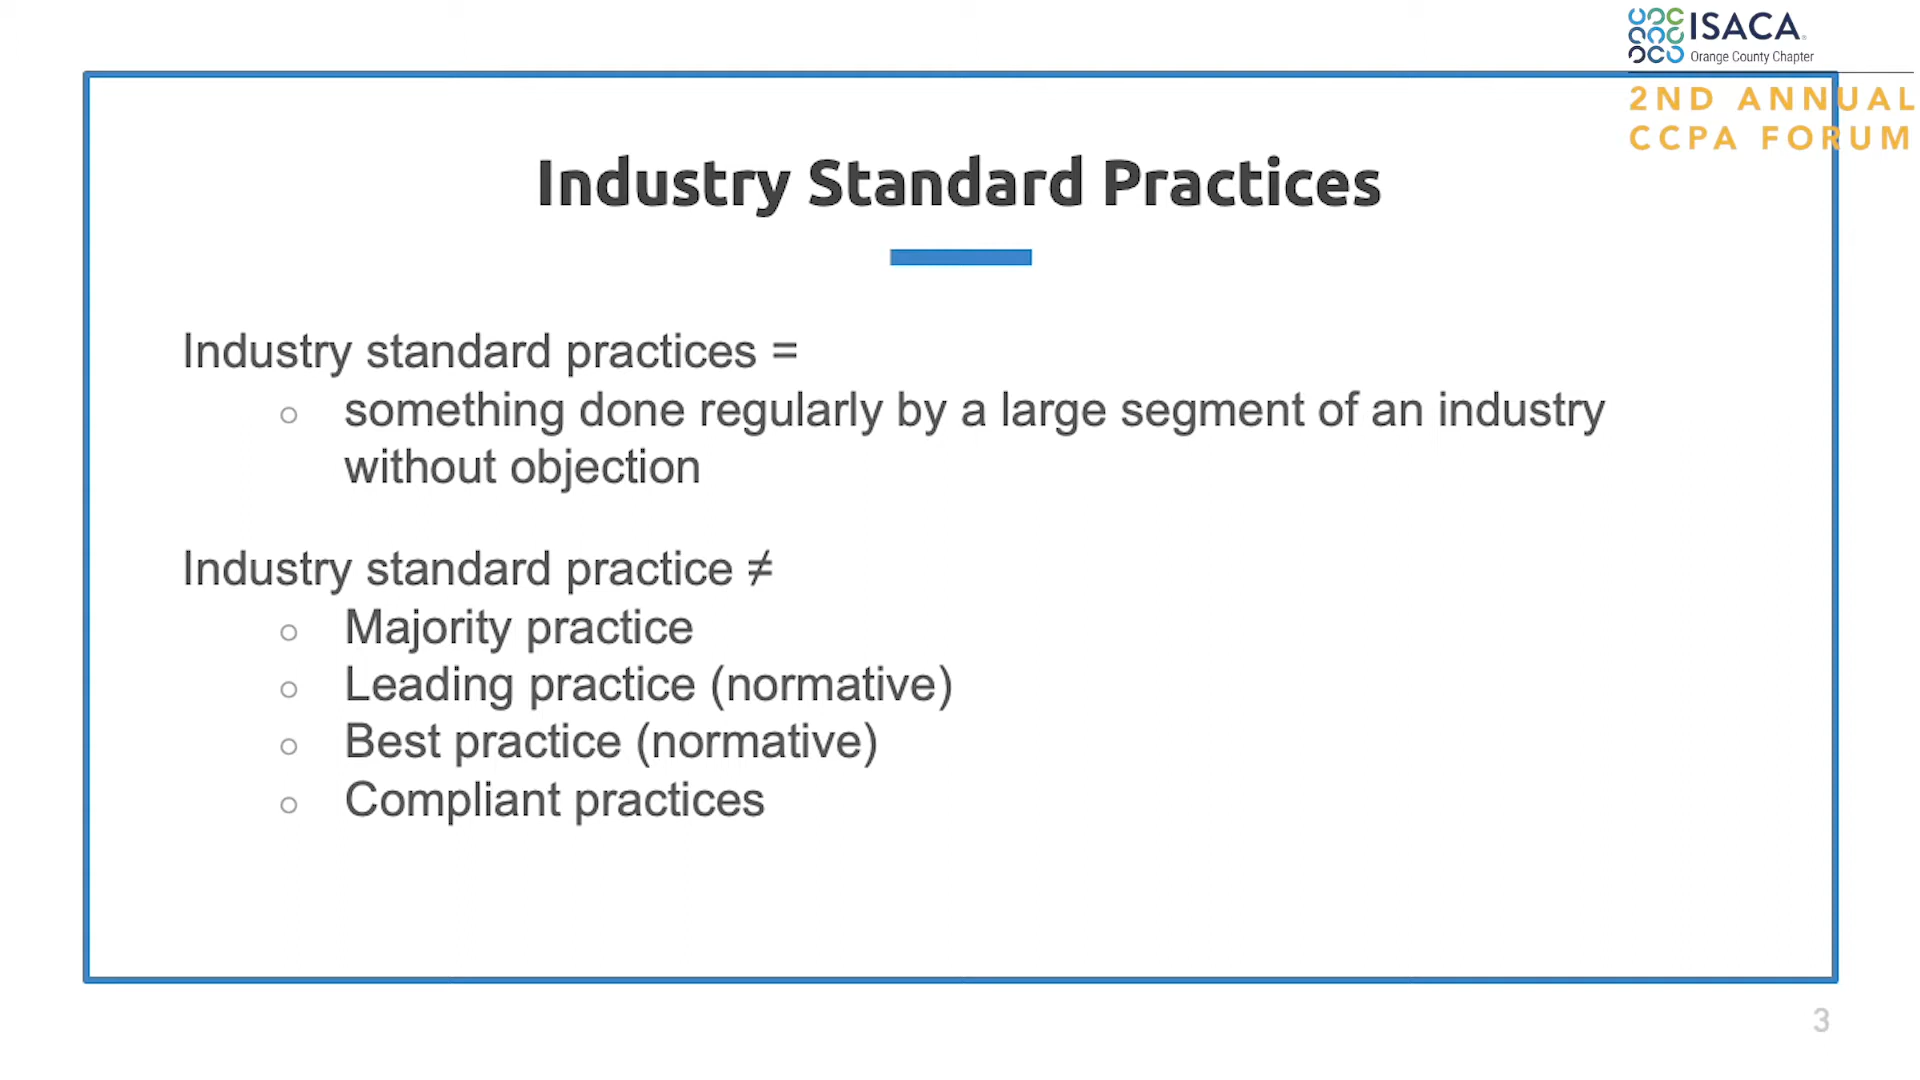 ISACA.
Orange County Chapter
2ND ANNUAL
CCPA FORUM
Industry Standard Practices
Industry standard practices =
○ something done regularly by a large segment of an industry
without objection
Industry standard practice ≠
○ Majority practice
○ Leading practice (normative)
○ Best practice (normative)
○ Compliant practices
3